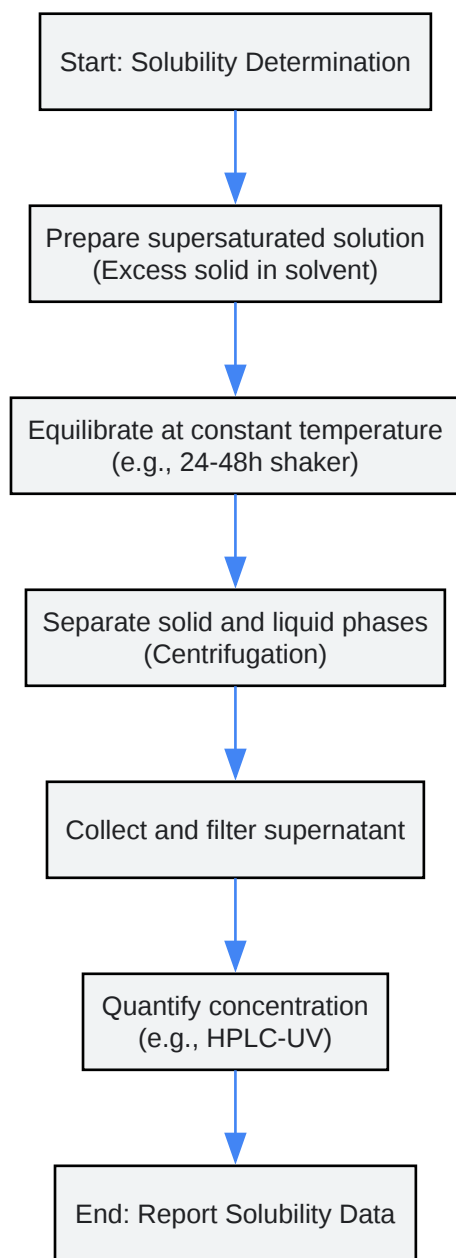 Start: Solubility Determination
Prepare supersaturated solution
(Excess solid in solvent)
Equilibrate at constant temperature
(e.g., 24-48h shaker)
Separate solid and liquid phases
(Centrifugation)
Collect and filter supernatant
Quantify concentration
(e.g., HPLC-UV)
End: Report Solubility Data